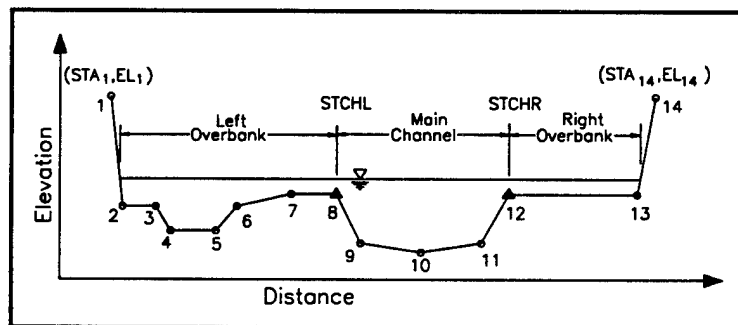 (STA1,EL1)
(STA14,EL14)
1
STCHL
STCHR
14
Left
Overbank
Main
Channel
Right
Overbank
Elevation
2
3
4
5
6
7
8
9
10
11
12
13
Distance